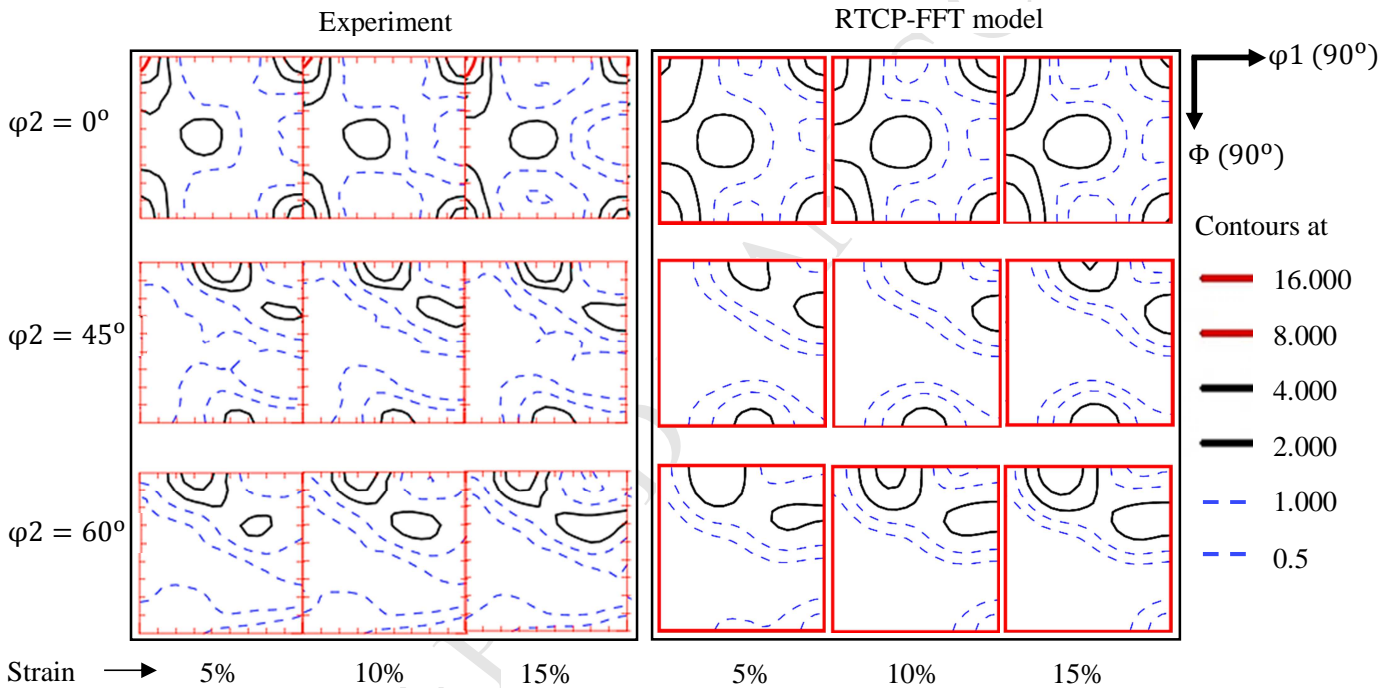 Experiment
RTCP-FFT model
φ1 (90°)
φ2 = 0°
Φ (90°)
Contours at
16.000
φ2 = 45°
8.000
4.000
2.000
φ2 = 60°
1.000
0.5
Strain 5% 10% 15% 5% 10% 15%